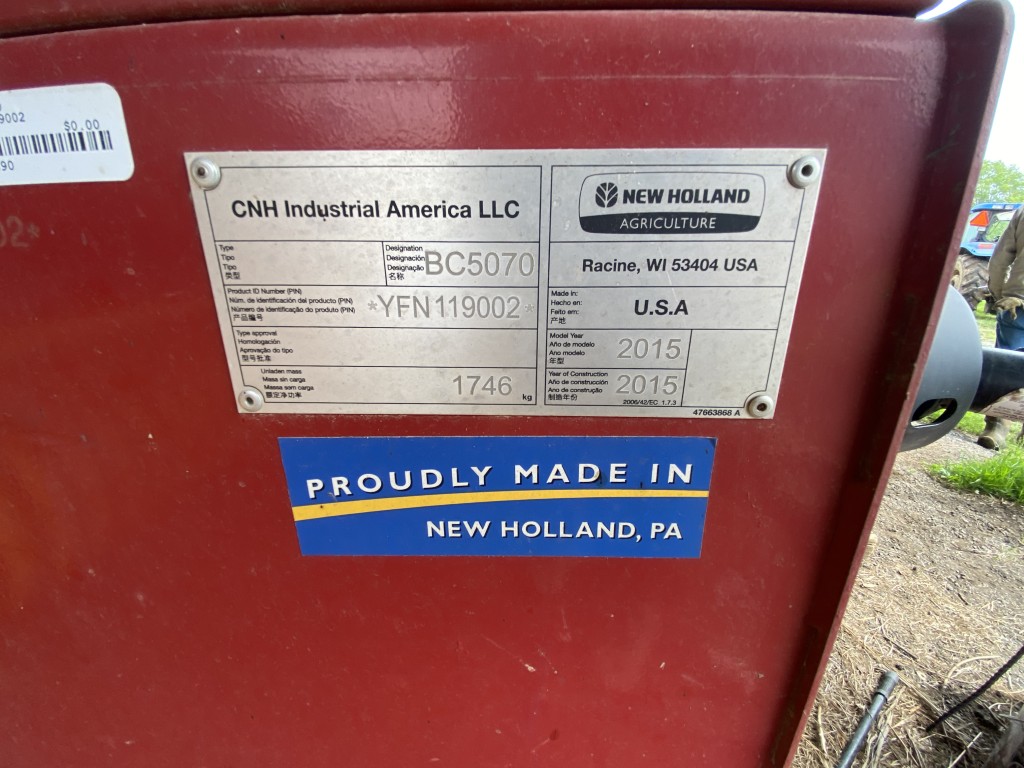 9002
$0.00
90
02*
CNH Industrial America LLC
NEW HOLLAND
AGRICULTURE
Type
Tipo
Tipo
类型
Designation
Designación
Designação
名称
BC5070
Racine, WI 53404 USA
Product ID Number (PIN)
Núm. de identificación del producto (PIN)
Número de identificação do produto (PIN)
产品编号
*YFN119002*
Made in:
Hecho en:
Feito em:
产地
U.S.A
Type approval
Homologación
Aprovação do tipo
型号批准
Model Year
Año de modelo
Ano modelo
年型
2015
Unladen mass
Masa sin carga
Massa som carga
额定净功率
1746 kg
Year of Construction
Año de construcción
Ano de construção
制造年份
2015
2006/42/EC 1.7.3
47663868 A
PROUDLY MADE IN
NEW HOLLAND, PA